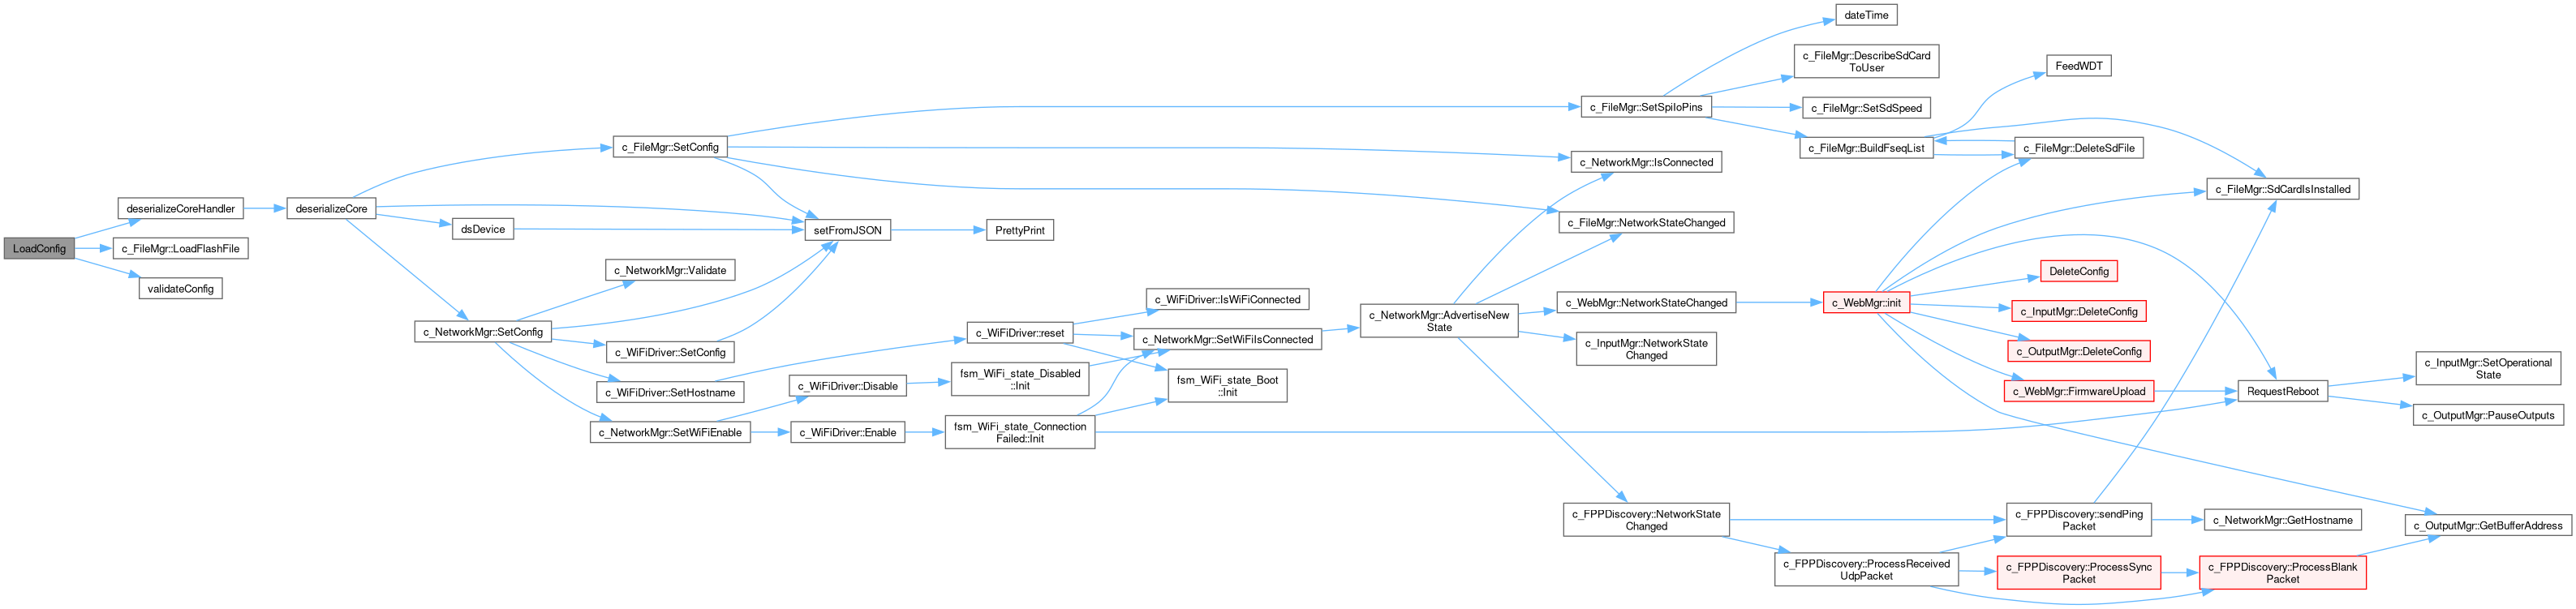 LoadConfig
deserializeCoreHandler
c_FileMgr::LoadFlashFile
validateConfig
deserializeCore
c_FileMgr::SetConfig
dsDevice
c_NetworkMgr::SetConfig
setFromJSON
PrettyPrint
c_NetworkMgr::Validate
c_WiFiDriver::SetConfig
c_WiFiDriver::SetHostname
c_NetworkMgr::SetWiFiEnable
c_WiFiDriver::Disable
c_WiFiDriver::Enable
c_WiFiDriver::reset
fsm_WiFi_state_Disabled
::Init
fsm_WiFi_state_Connection
Failed::Init
c_WiFiDriver::IsWiFiConnected
c_NetworkMgr::SetWiFiIsConnected
fsm_WiFi_state_Boot
::Init
c_NetworkMgr::AdvertiseNew
State
c_FileMgr::SetSpiIoPins
c_NetworkMgr::IsConnected
c_FileMgr::NetworkStateChanged
c_WebMgr::NetworkStateChanged
c_InputMgr::NetworkState
Changed
c_FPPDiscovery::NetworkState
Changed
dateTime
c_FileMgr::DescribeSdCard
ToUser
c_FileMgr::SetSdSpeed
c_FileMgr::BuildFseqList
c_WebMgr::init
c_FPPDiscovery::ProcessReceived
UdpPacket
FeedWDT
c_FileMgr::DeleteSdFile
DeleteConfig
c_InputMgr::DeleteConfig
c_OutputMgr::DeleteConfig
c_WebMgr::FirmwareUpload
c_FPPDiscovery::sendPing
Packet
c_FPPDiscovery::ProcessSync
Packet
c_FileMgr::SdCardIsInstalled
RequestReboot
c_NetworkMgr::GetHostname
c_FPPDiscovery::ProcessBlank
Packet
c_InputMgr::SetOperational
State
c_OutputMgr::PauseOutputs
c_OutputMgr::GetBufferAddress